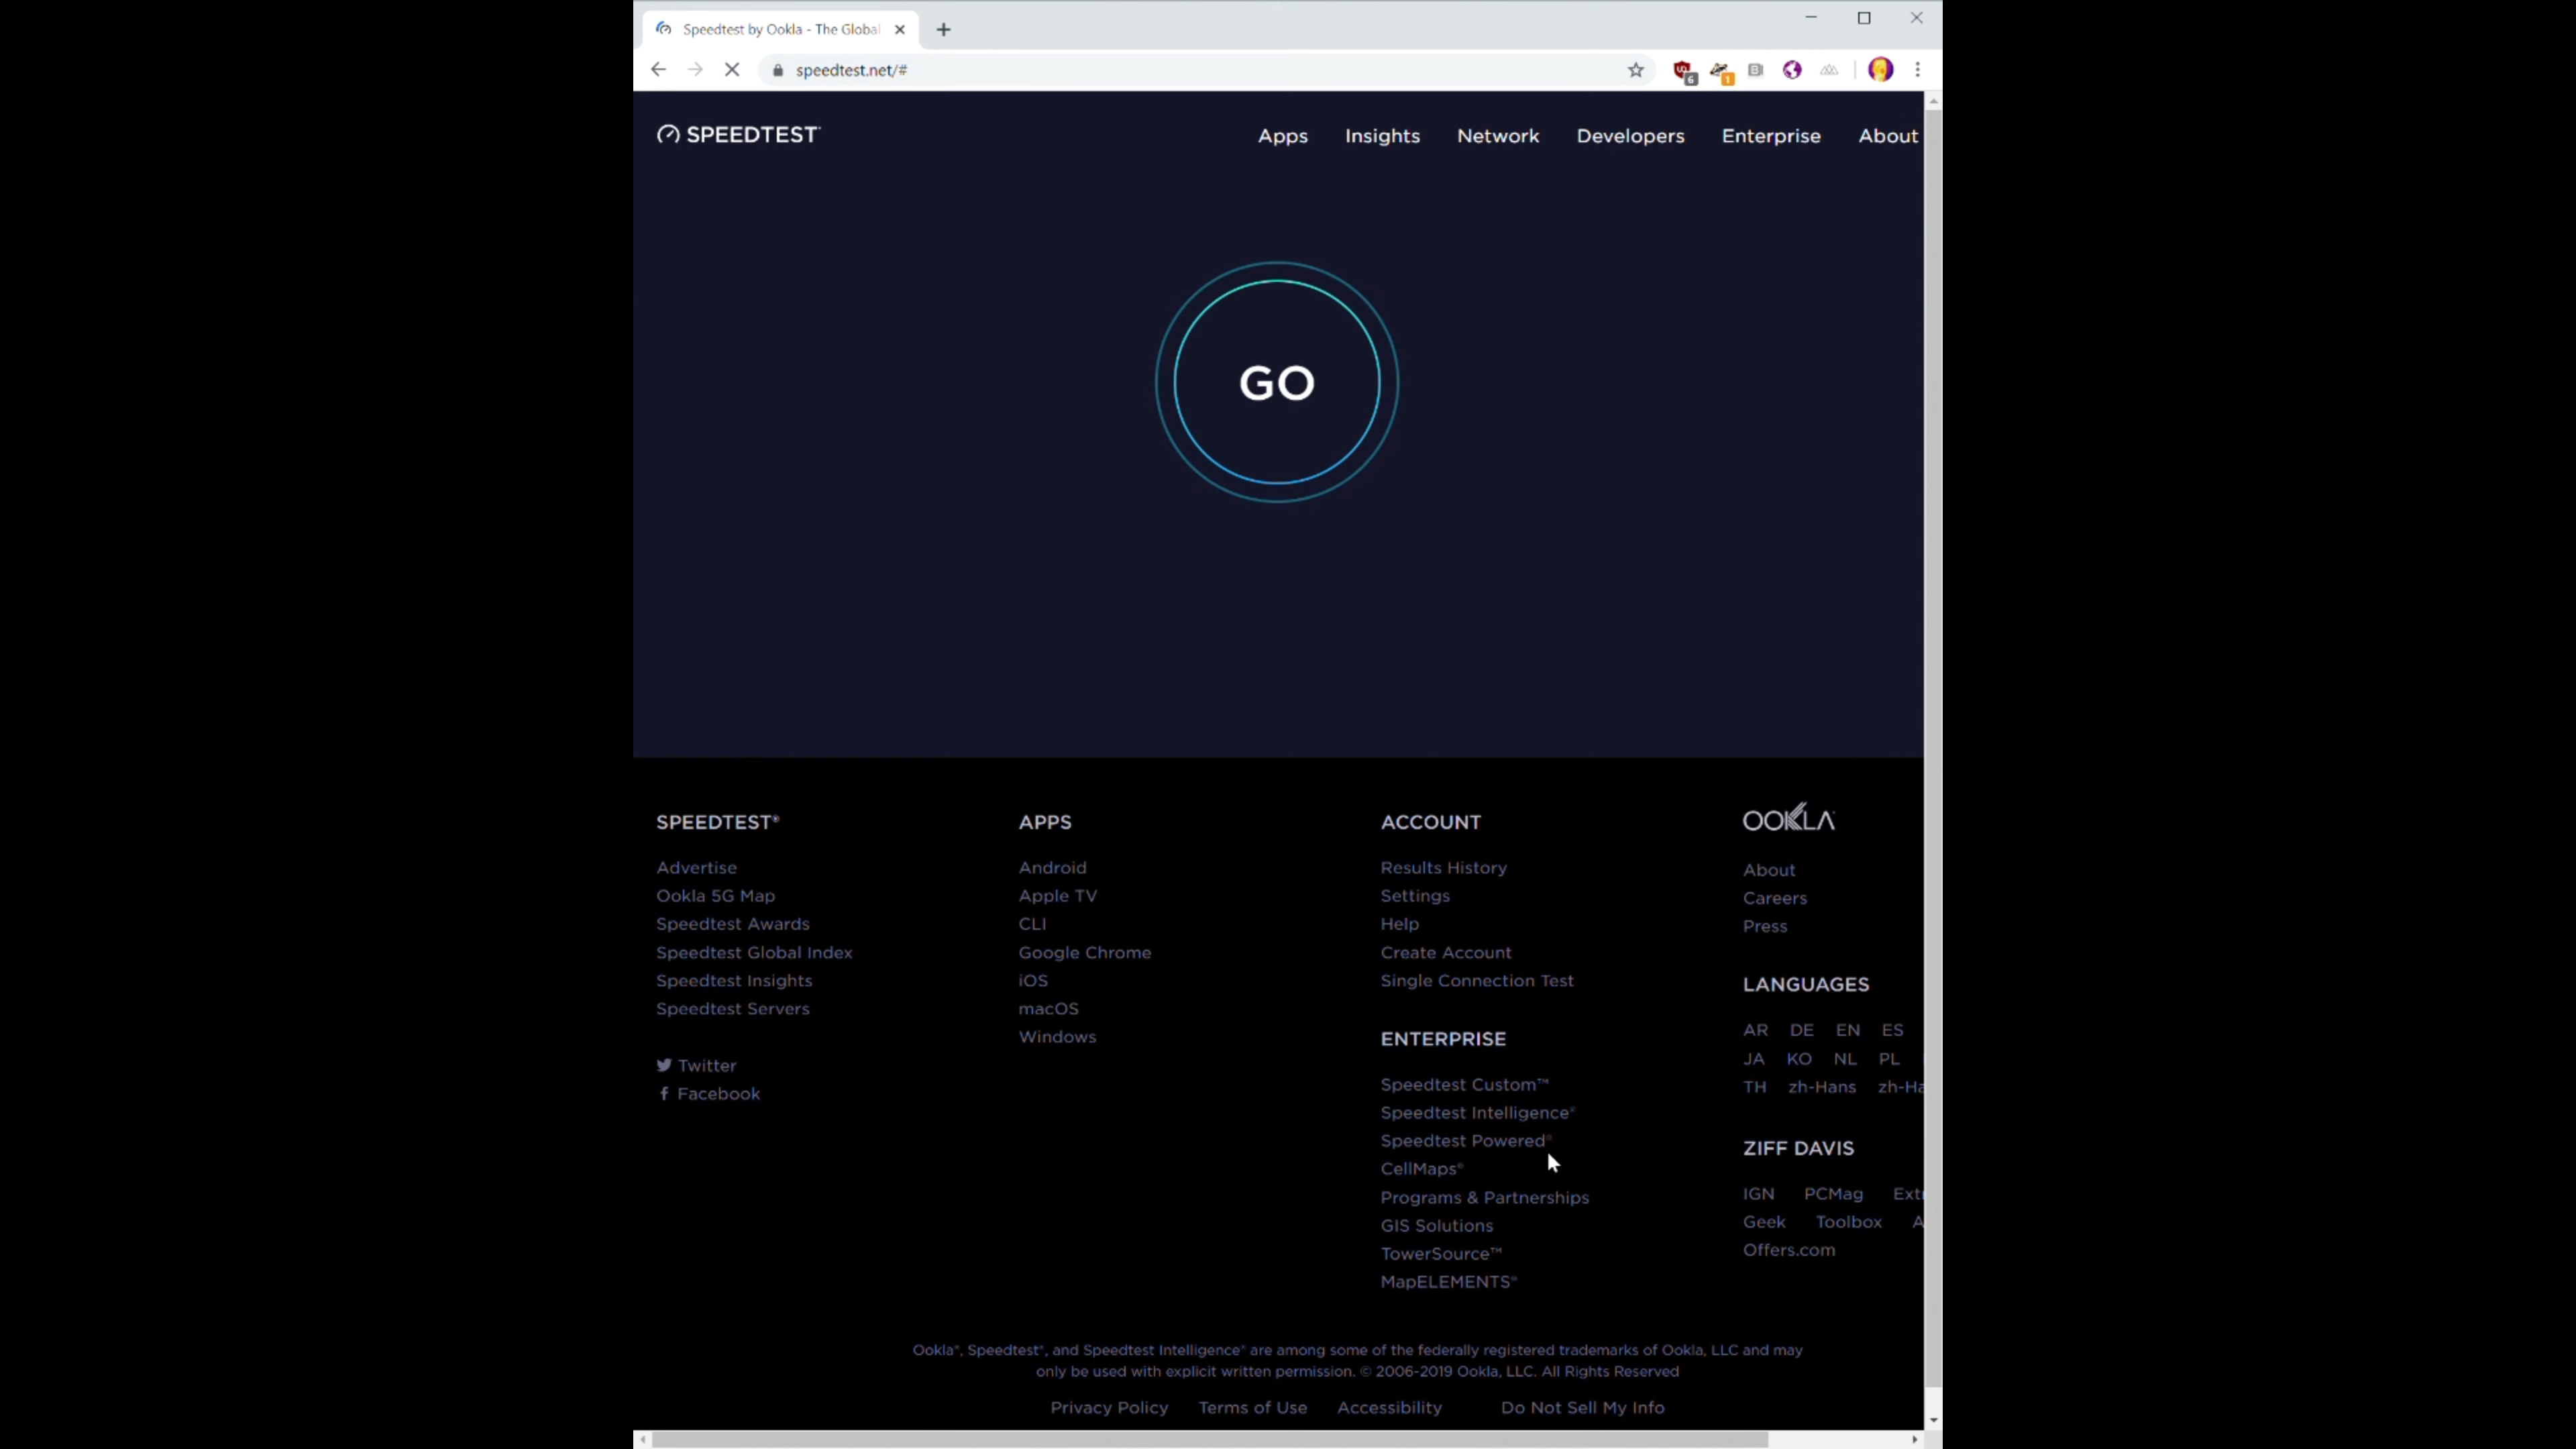 Speedtest by Ookla - The Global
speedtest.net/#
6
1
SPEEDTEST
Apps Insights Network Developers Enterprise About
GO
SPEEDTEST®
Advertise
Ookla 5G Map
Speedtest Awards
Speedtest Global Index
Speedtest Insights
Speedtest Servers
Twitter
Facebook
APPS
Android
Apple TV
CLI
Google Chrome
iOS
macOS
Windows
ACCOUNT
Results History
Settings
Help
Create Account
Single Connection Test
ENTERPRISE
Speedtest Custom™
Speedtest Intelligence®
Speedtest Powered®
CellMaps®
Programs & Partnerships
GIS Solutions
TowerSource™
MapELEMENTS®
OOKLA
About
Careers
Press
LANGUAGES
AR DE EN ES
JA KO NL PL
TH zh-Hans zh-Ha
ZIFF DAVIS
IGN PCMag Ext
Geek Toolbox A
Offers.com
Ookla®, Speedtest®, and Speedtest Intelligence® are among some of the federally registered trademarks of Ookla, LLC and may
only be used with explicit written permission. © 2006-2019 Ookla, LLC. All Rights Reserved
Privacy Policy Terms of Use Accessibility Do Not Sell My Info